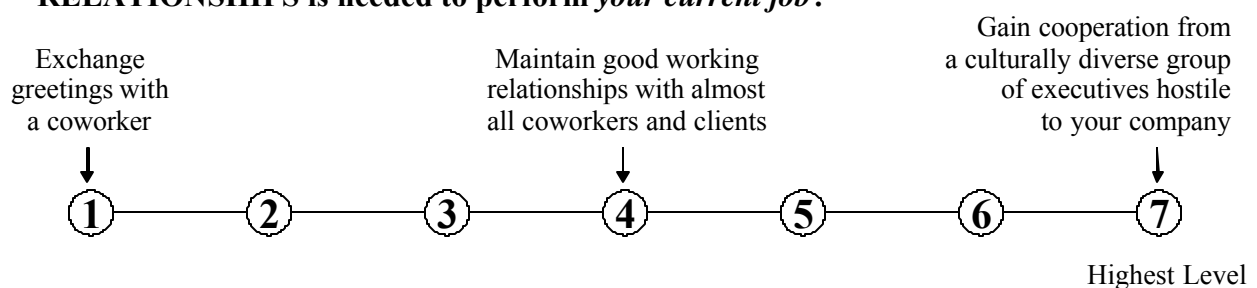 RELATIONSHIPS is needed to perform your current job?
Exchange
greetings with
a coworker
Maintain good working
relationships with almost
all coworkers and clients
Gain cooperation from
a culturally diverse group
of executives hostile
to your company
1 2 3 4 5 6 7
Highest Level